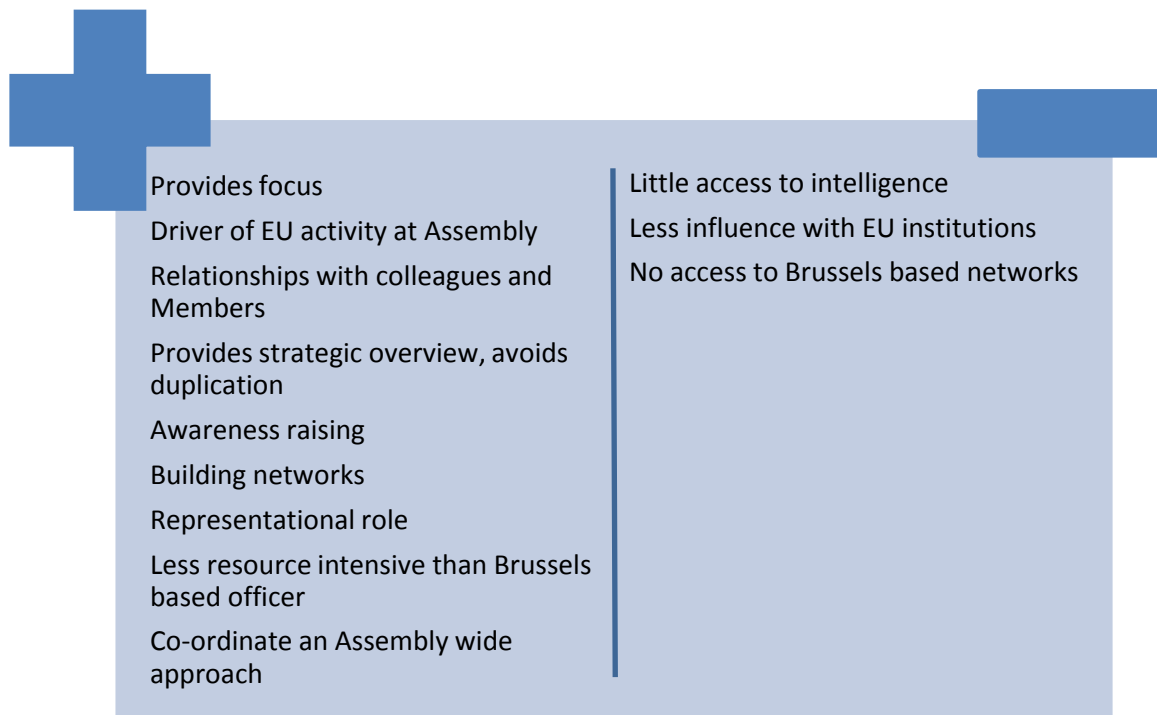 Provides focus
Driver of EU activity at Assembly
Relationships with colleagues and
Members
Provides strategic overview, avoids
duplication
Awareness raising
Building networks
Representational role
Less resource intensive than Brussels
based officer
Co-ordinate an Assembly wide
approach
Little access to intelligence
Less influence with EU institutions
No access to Brussels based networks